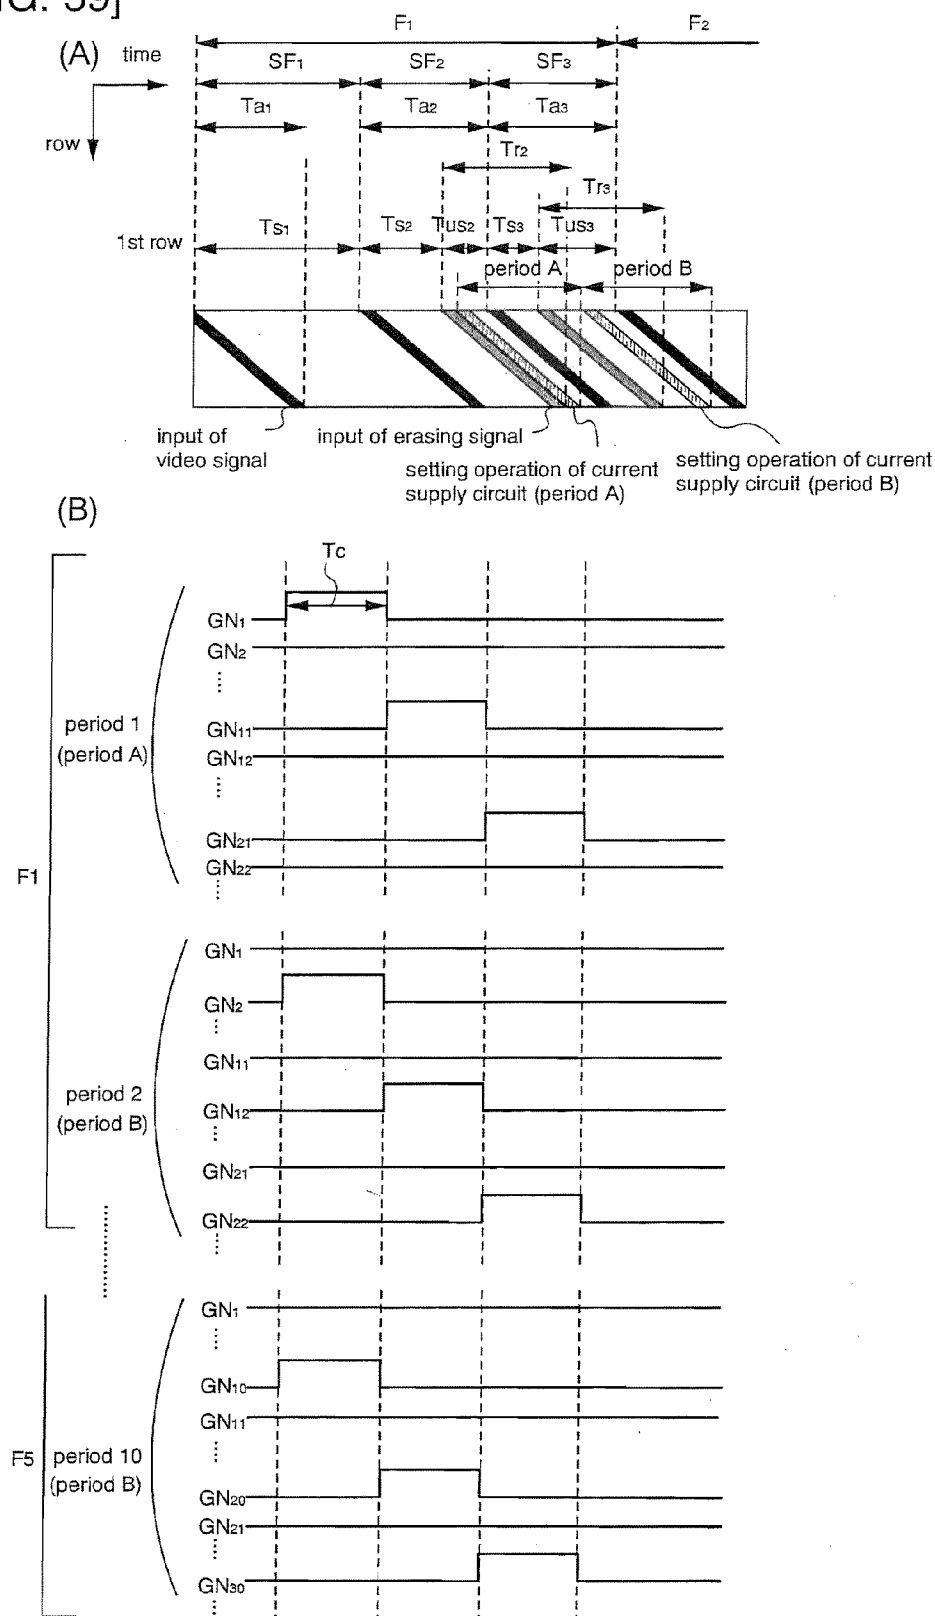 [FIG. 39]
(A)
time
row
F1
F2
SF1
SF2
SF3
Ta1
Ta2
Ta3
Tr2
Tr3
1st row
Ts1
Ts2
Tus2
Ts3
Tus3
period A
period B
input of
video signal
input of erasing signal
setting operation of current
supply circuit (period A)
setting operation of current
supply circuit (period B)
(B)
Tc
F1
period 1
(period A)
GN1
GN2
GN11
GN12
GN21
GN22
period 2
(period B)
GN1
GN2
GN11
GN12
GN21
GN22
F5
period 10
(period B)
GN1
GN10
GN11
GN20
GN21
GN30